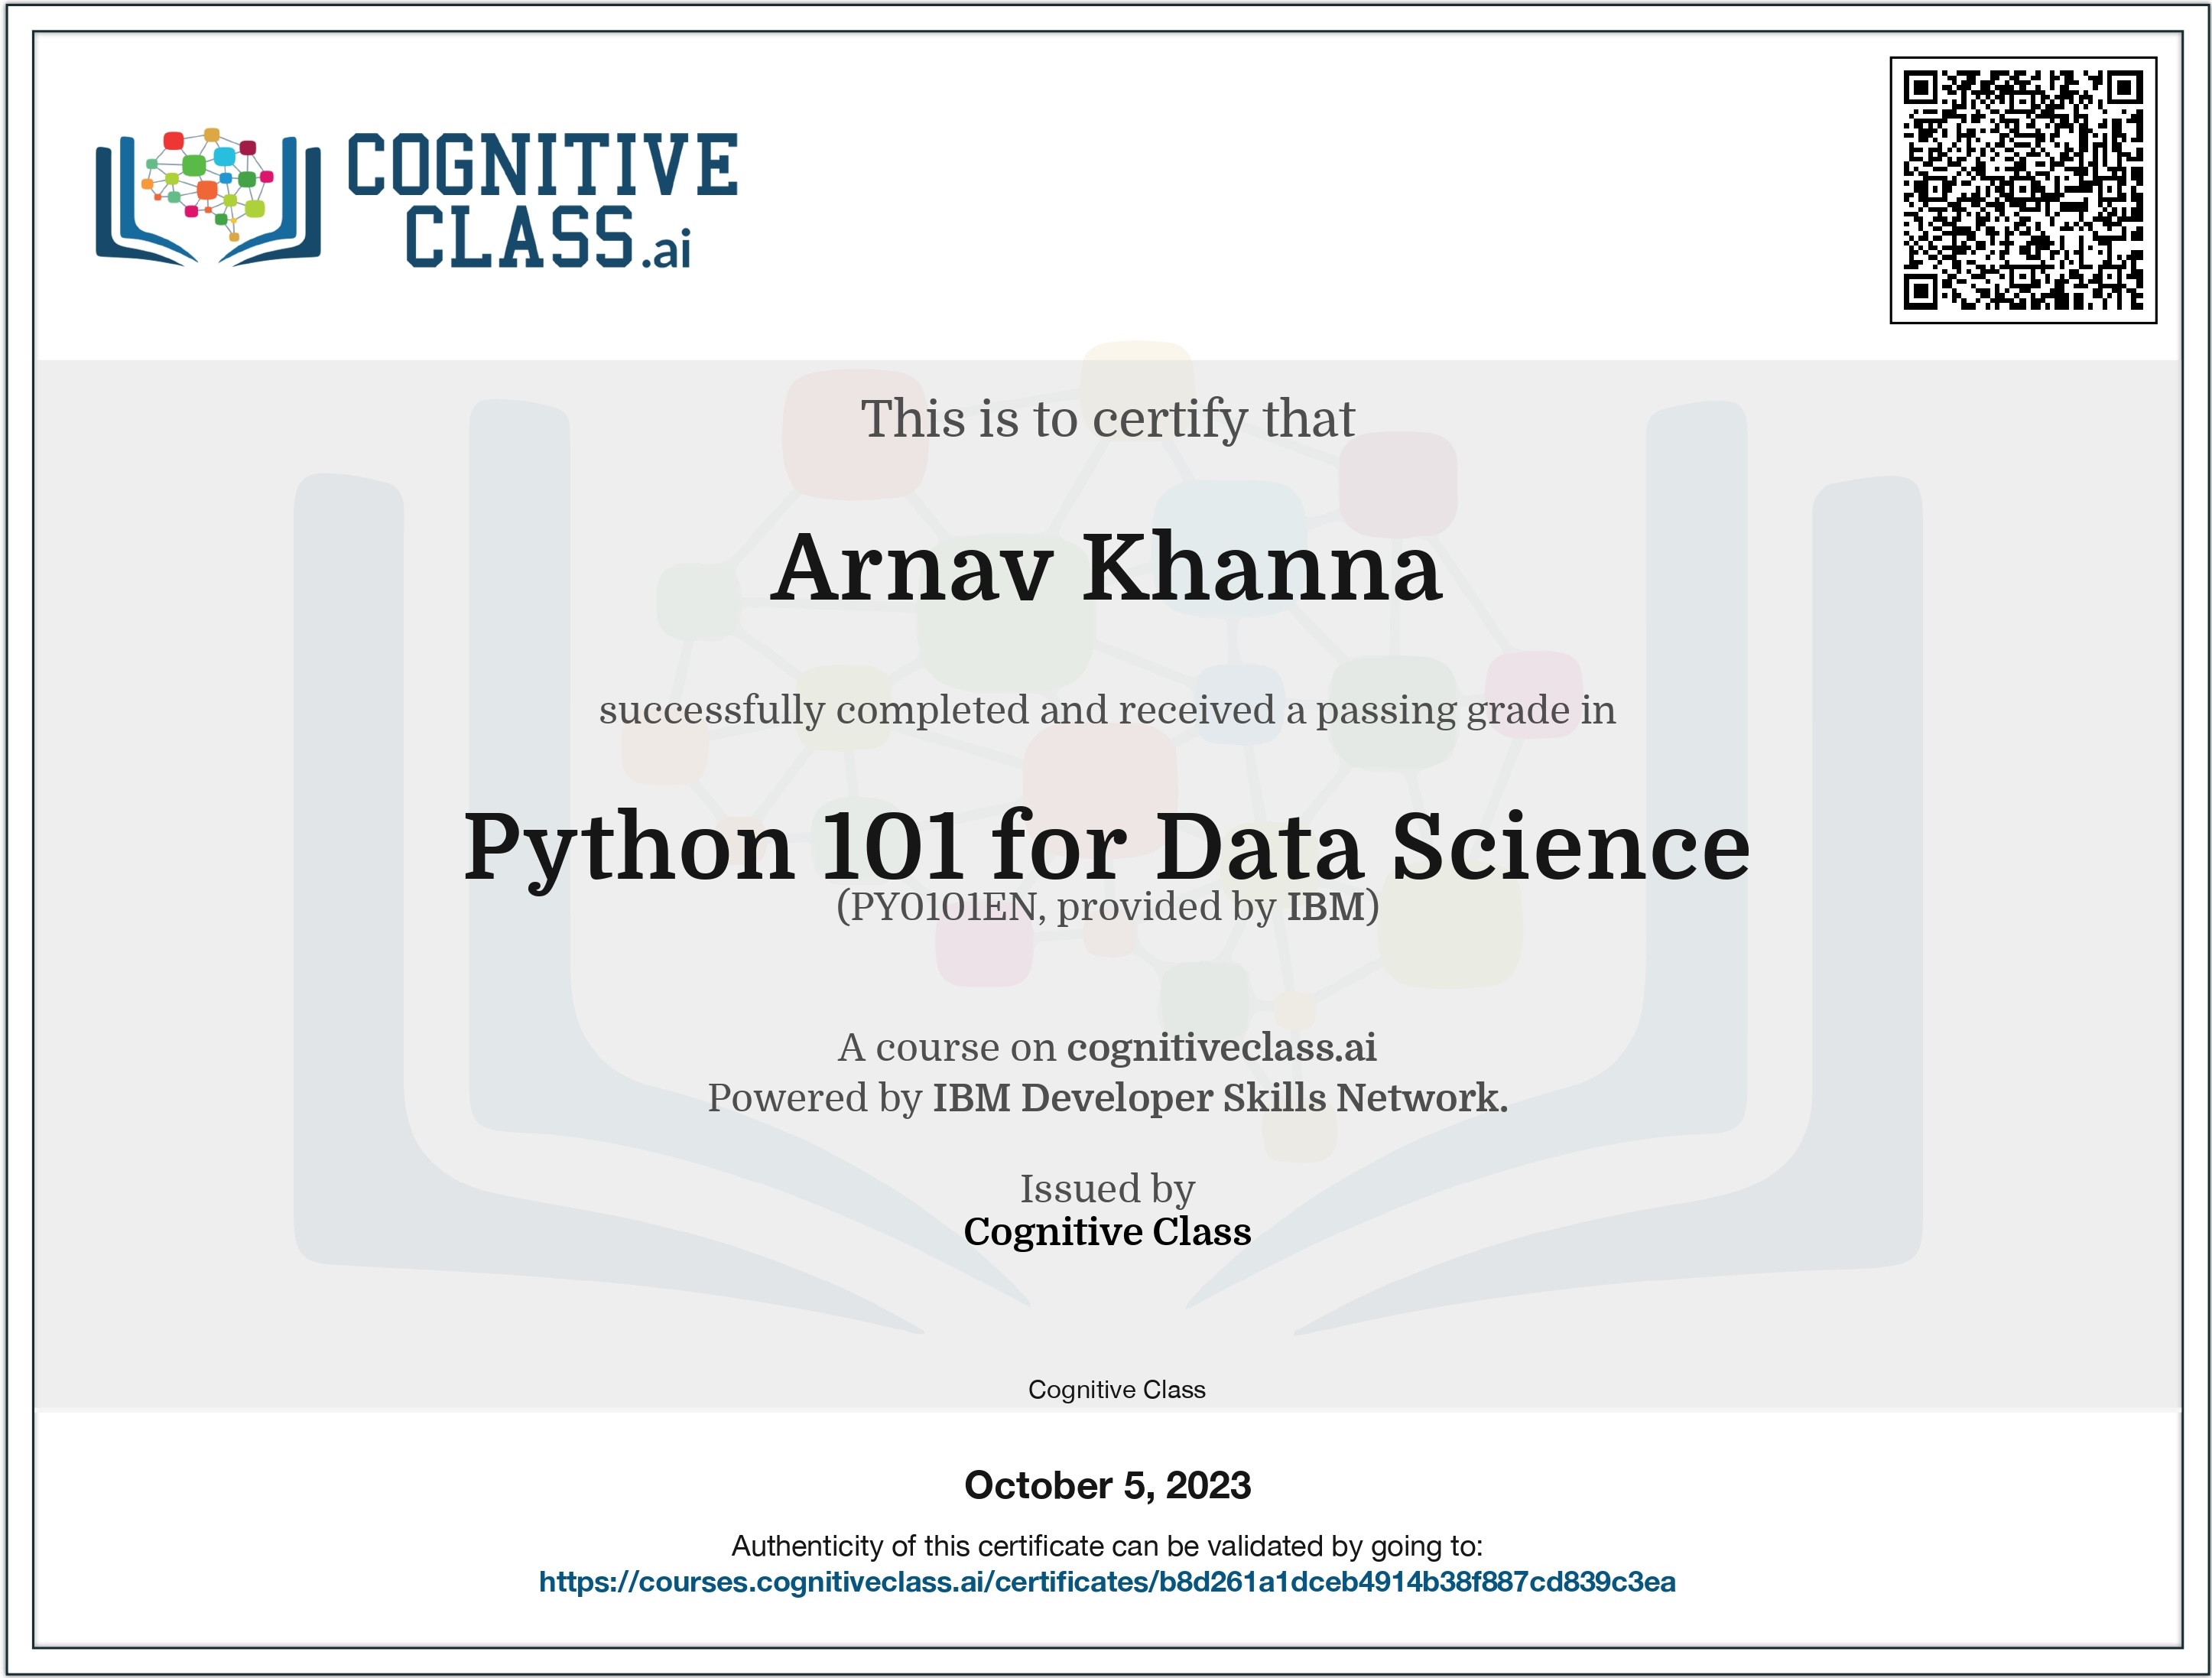 COGNITIVE
CLASS.ai
This is to certify that
Arnav Khanna
successfully completed and received a passing grade in
Python 101 for Data Science
(PY0101EN, provided by IBM)
A course on cognitiveclass.ai
Powered by IBM Developer Skills Network.
Issued by
Cognitive Class
Cognitive Class
October 5, 2023
Authenticity of this certificate can be validated by going to:
https://courses.cognitiveclass.ai/certificates/b8d261a1dceb4914b38f887cd839c3ea